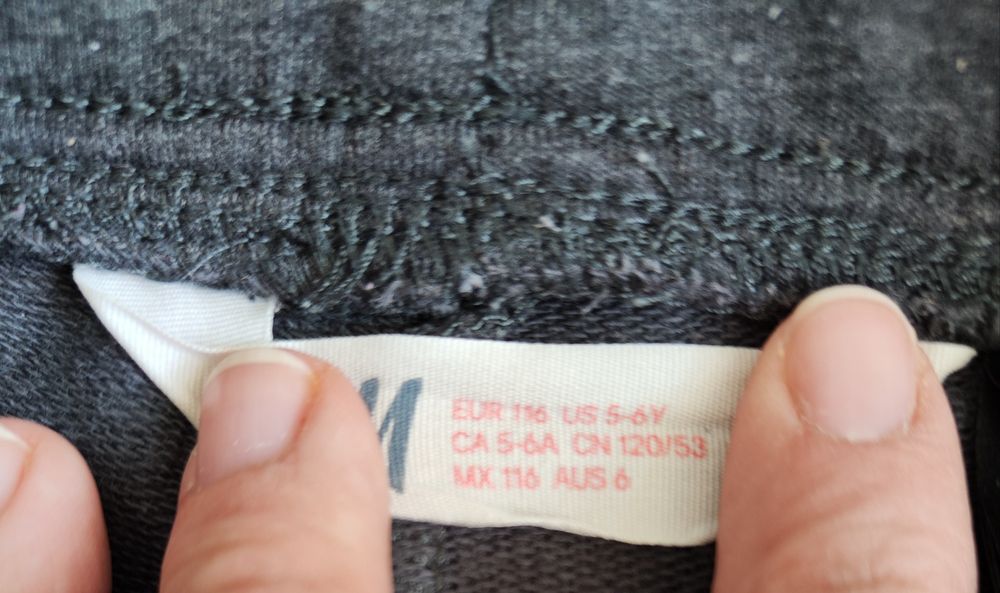 EUR 116 US 5-6Y
CA 5-6A CN 120/53
MX 116 AUS 6